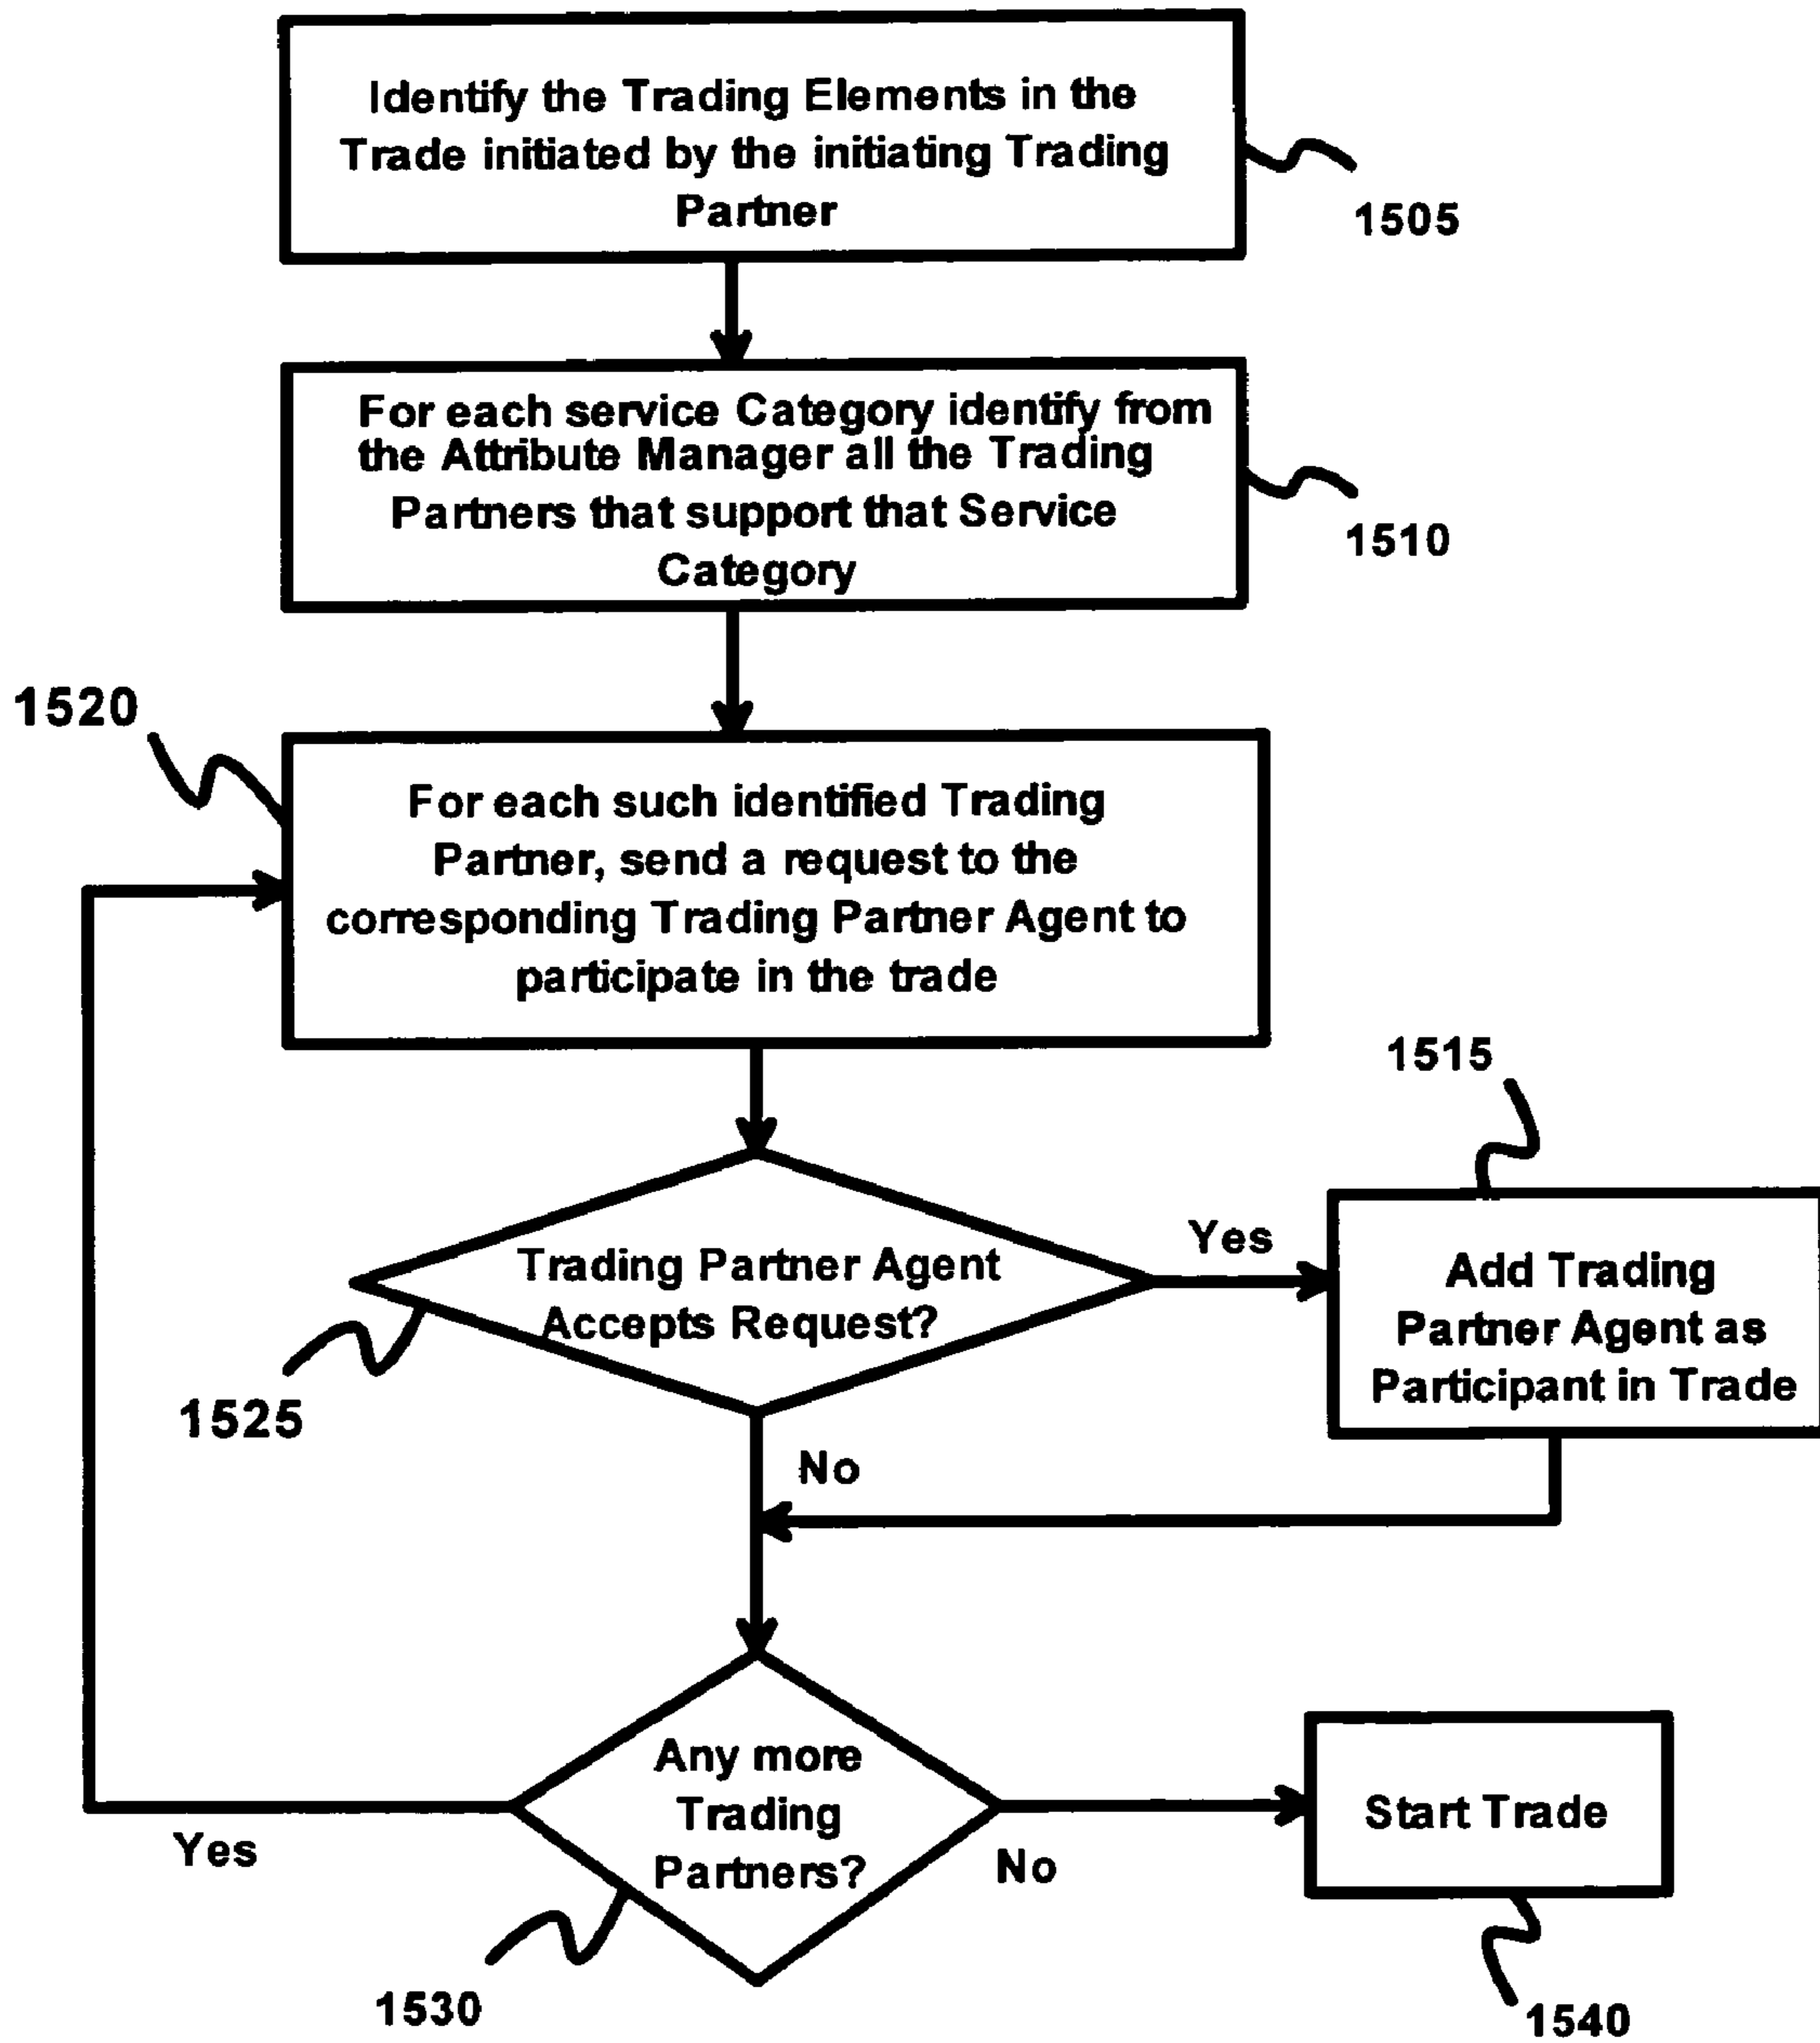 Identify the Trading Elements in the
Trade initiated by the initiating Trading
Partner
1505
For each service Category identify from
the Attribute Manager all the Trading
Partners that support that Service
Category
1510
1520
For each such identified Trading
Partner, send a request to the
corresponding Trading Partner Agent to
participate in the trade
1515
Trading Partner Agent
Accepts Request?
Yes
Add Trading
Partner Agent as
Participant in Trade
1525
No
Any more
Trading
Partners?
Yes
No
Start Trade
1530
1540